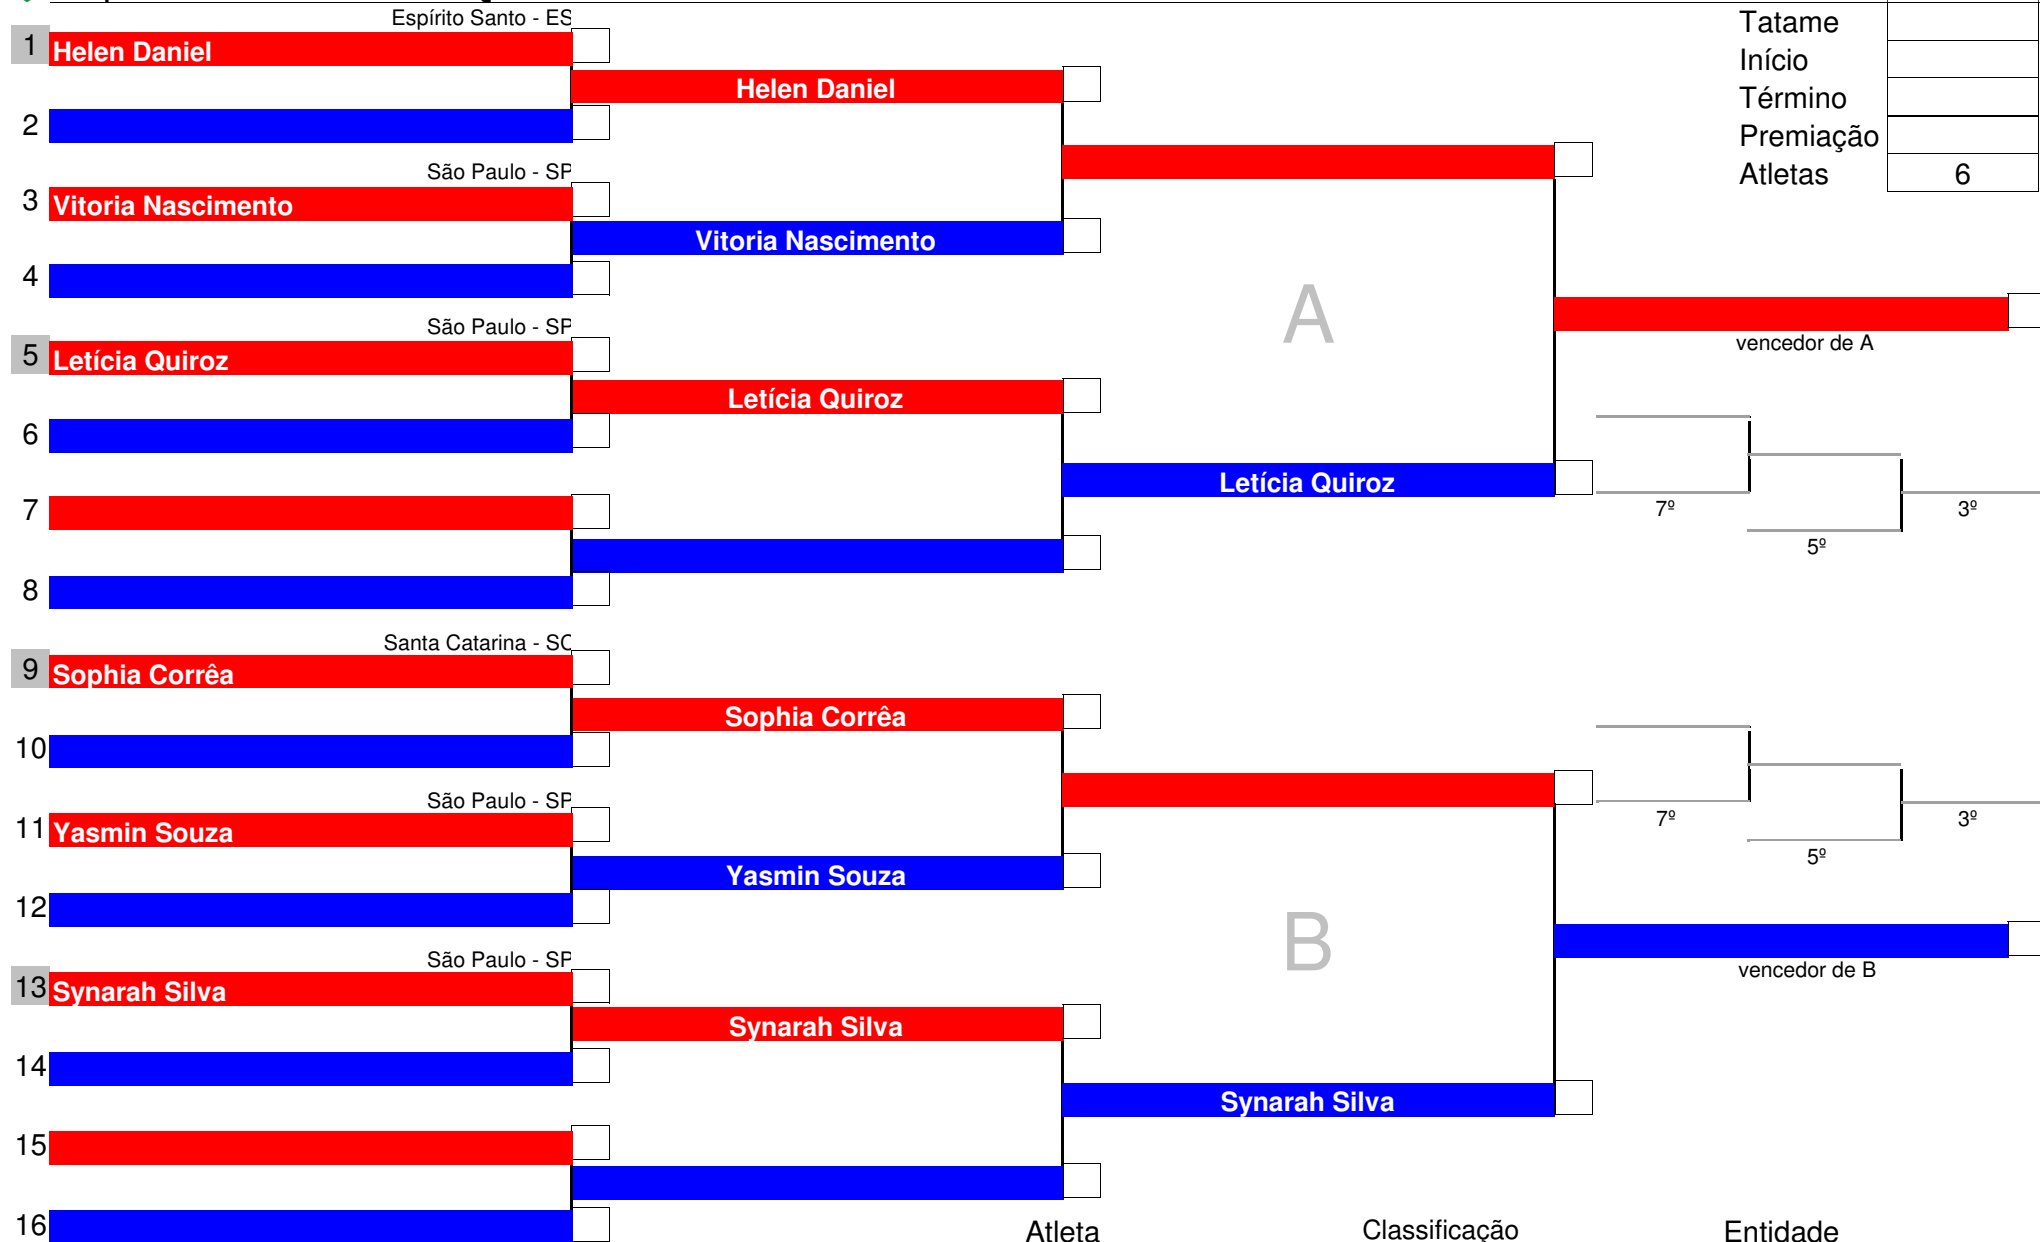 Espírito Santo - ES
1 Helen Daniel
Helen Daniel
2
São Paulo - SP
3 Vitoria Nascimento
Vitoria Nascimento
4
São Paulo - SP
5 Letícia Quiroz
Letícia Quiroz
6
Letícia Quiroz
7
8
Santa Catarina - SC
9 Sophia Corrêa
Sophia Corrêa
10
São Paulo - SP
11 Yasmin Souza
Yasmin Souza
12
São Paulo - SP
13 Synarah Silva
Synarah Silva
14
Synarah Silva
15
16
A
B
Tatame
Início
Término
Premiação
Atletas 6
vencedor de A
7º
3º
5º
7º
3º
5º
vencedor de B
Atleta Classificação Entidade